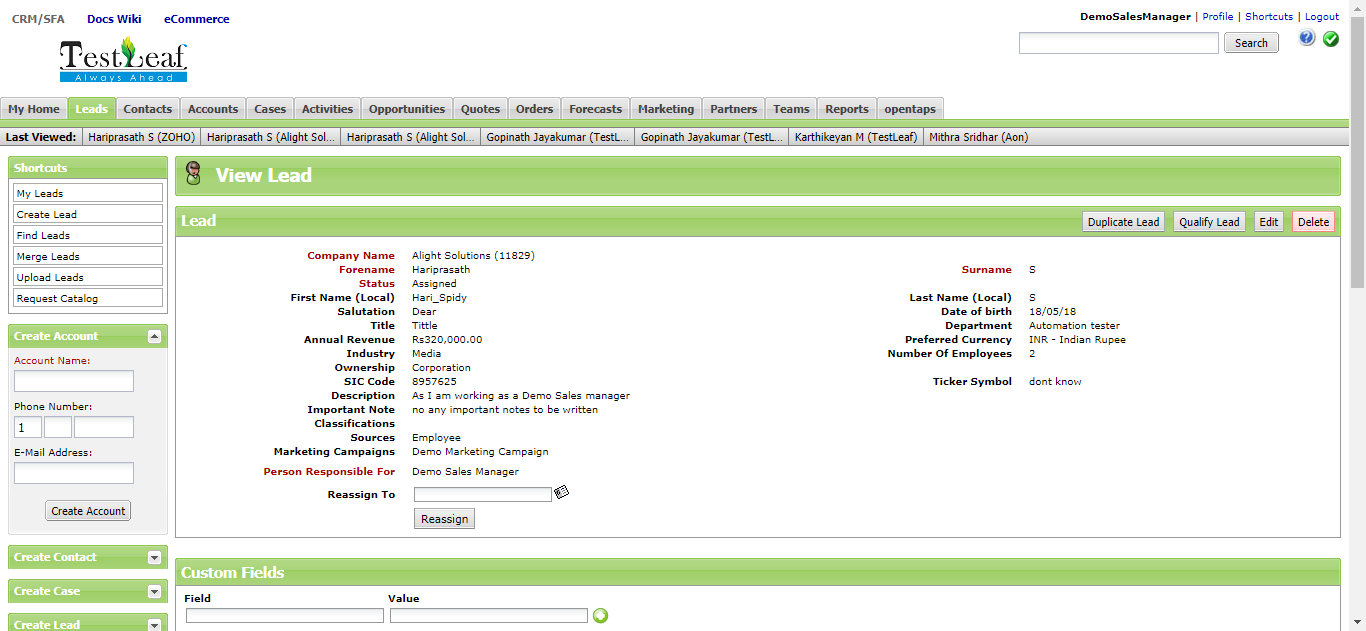 CRM/SFA Docs Wiki eCommerce
DemoSalesManager | Profile | Shortcuts | Logout
TestLeaf
Always Ahead
Search
My Home Leads Contacts Accounts Cases Activities Opportunities Quotes Orders Forecasts Marketing Partners Teams Reports opentaps
Last Viewed: Hariprasath S (ZOHO) Hariprasath S (Alight Sol... Hariprasath S (Alight Sol... Gopinath Jayakumar (TestL... Gopinath Jayakumar (TestL... Karthikeyan M (TestLeaf) Mithra Sridhar (Aon)
Shortcuts
My Leads
Create Lead
Find Leads
Merge Leads
Upload Leads
Request Catalog
Create Account
Account Name:
Phone Number:
1
E-Mail Address:
Create Account
Create Contact
Create Case
Create Lead
View Lead
Lead Duplicate Lead Qualify Lead Edit Delete
Company Name Alight Solutions (11829)
Forename Hariprasath Surname S
Status Assigned
First Name (Local) Hari_Spidy Last Name (Local) S
Salutation Dear Date of birth 18/05/18
Title Tittle Department Automation tester
Annual Revenue Rs320,000.00 Preferred Currency INR - Indian Rupee
Industry Media Number Of Employees 2
Ownership Corporation
SIC Code 8957625 Ticker Symbol dont know
Description As I am working as a Demo Sales manager
Important Note no any important notes to be written
Classifications
Sources Employee
Marketing Campaigns Demo Marketing Campaign
Person Responsible For Demo Sales Manager
Reassign To
Reassign
Custom Fields
Field Value